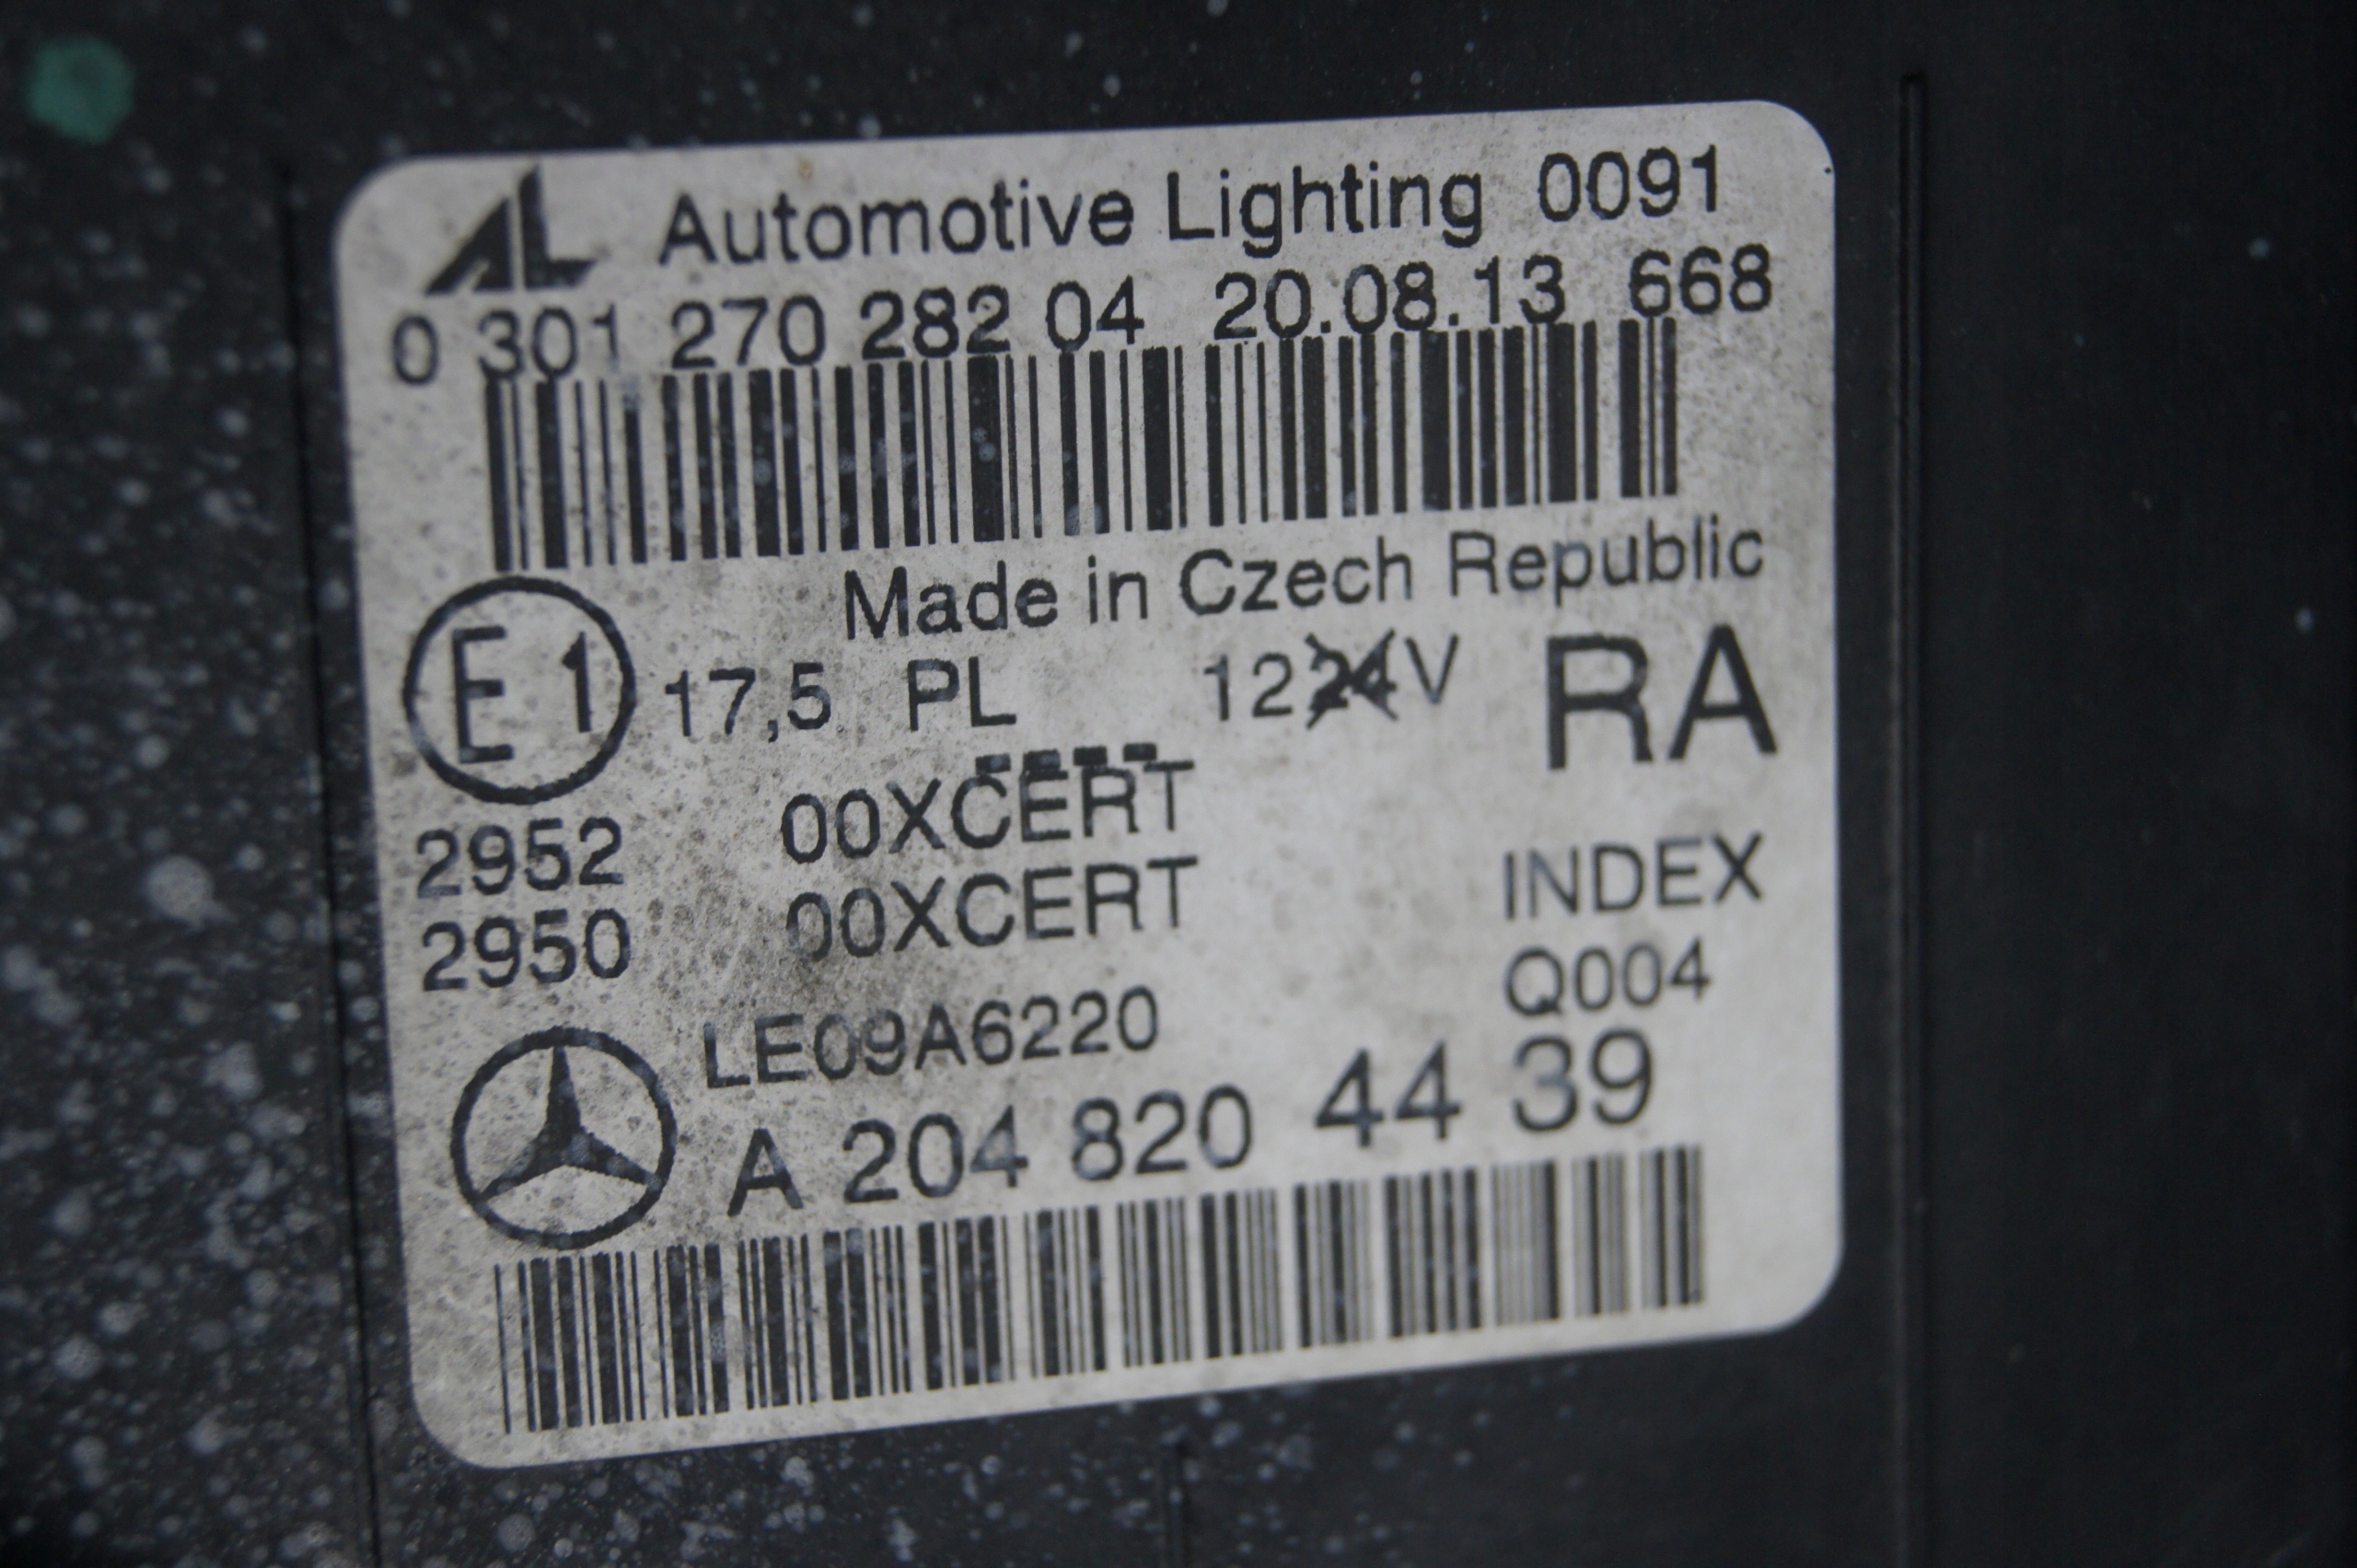 AL Automotive Lighting 0091
0 301 270 282 04 20.08.13 668
Made in Czech Republic
E1 17,5 PL 1224V RA
2952 00XCERT
2950 00XCERT INDEX
LE09A6220 Q004
A 204 820 44 39